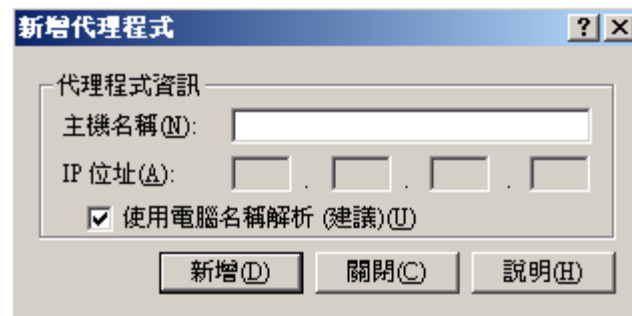 新增代理程式
代理程式資訊
主機名稱(N):
IP 位址(A): . . .
使用電腦名稱解析 (建議)(U)
新增(D) 關閉(C) 說明(H)